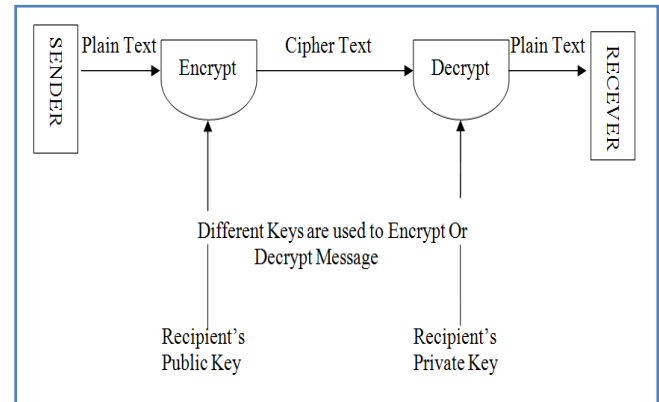 SENDER
Plain Text
Encrypt
Cipher Text
Decrypt
Plain Text
RECEVER
Different Keys are used to Encrypt Or
Decrypt Message
Recipient's
Public Key
Recipient's
Private Key